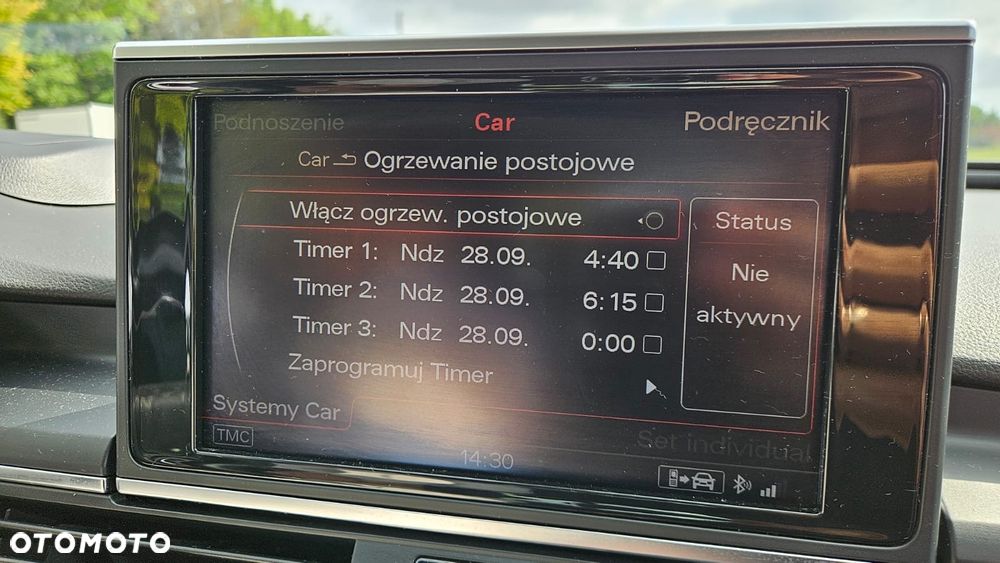 Podnoszenie Car Podręcznik
Car Ogrzewanie postojowe
Włącz ogrzew. postojowe
Timer 1: Ndz 28.09. 4:40
Timer 2: Ndz 28.09. 6:15
Timer 3: Ndz 28.09. 0:00
Zaprogramuj Timer
Status
Nie
aktywny
Systemy Car
Set individual
TMC
14:30
OTOMOTO